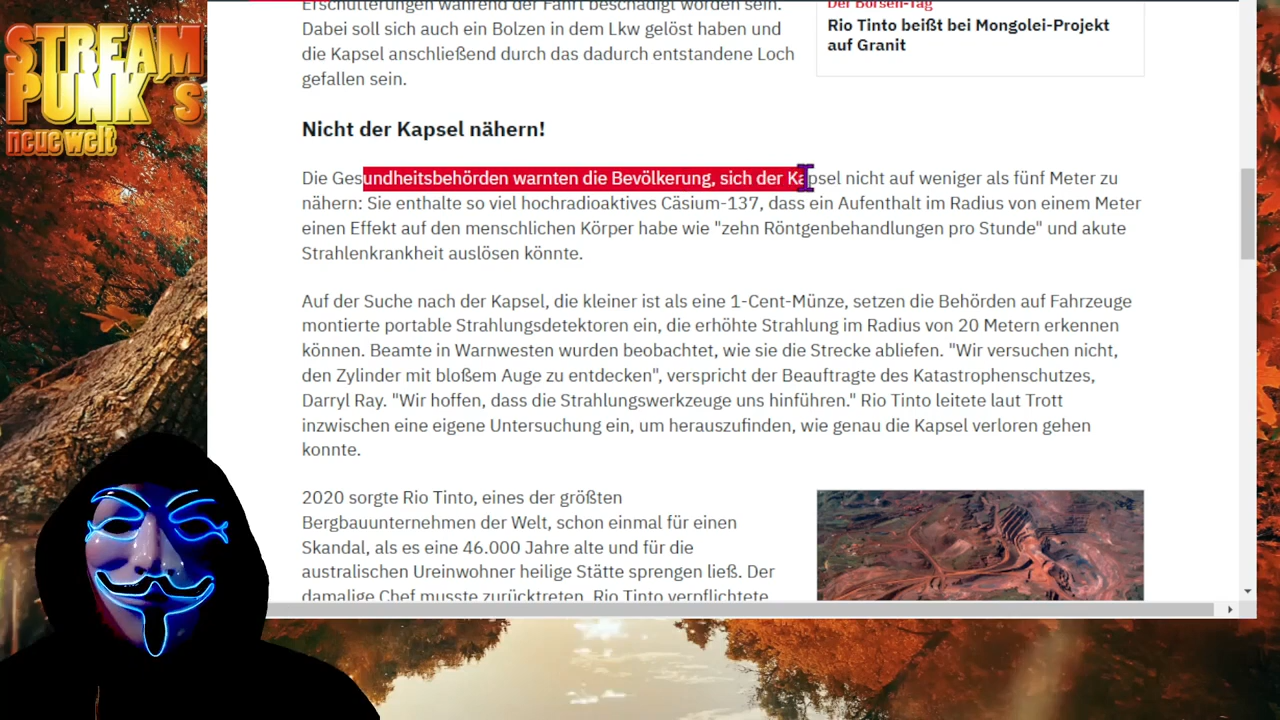 STREAM
PUNK´s
neue welt
Erschütterungen während der Fahrt beschädigt worden sein.
Dabei soll sich auch ein Bolzen in dem Lkw gelöst haben und
die Kapsel anschließend durch das dadurch entstandene Loch
gefallen sein.
Der Börsen-Tag
Rio Tinto beißt bei Mongolei-Projekt
auf Granit
Nicht der Kapsel nähern!
Die Gesundheitsbehörden warnten die Bevölkerung, sich der Kapsel nicht auf weniger als fünf Meter zu
nähern: Sie enthalte so viel hochradioaktives Cäsium-137, dass ein Aufenthalt im Radius von einem Meter
einen Effekt auf den menschlichen Körper habe wie "zehn Röntgenbehandlungen pro Stunde" und akute
Strahlenkrankheit auslösen könnte.
Auf der Suche nach der Kapsel, die kleiner ist als eine 1-Cent-Münze, setzen die Behörden auf Fahrzeuge
montierte portable Strahlungsdetektoren ein, die erhöhte Strahlung im Radius von 20 Metern erkennen
können. Beamte in Warnwesten wurden beobachtet, wie sie die Strecke abliefen. "Wir versuchen nicht,
den Zylinder mit bloßem Auge zu entdecken", verspricht der Beauftragte des Katastrophenschutzes,
Darryl Ray. "Wir hoffen, dass die Strahlungswerkzeuge uns hinführen." Rio Tinto leitete laut Trott
inzwischen eine eigene Untersuchung ein, um herauszufinden, wie genau die Kapsel verloren gehen
konnte.
2020 sorgte Rio Tinto, eines der größten
Bergbauunternehmen der Welt, schon einmal für einen
Skandal, als es eine 46.000 Jahre alte und für die
australischen Ureinwohner heilige Stätte sprengen ließ. Der
damalige Chef musste zurücktreten. Rio Tinto verpflichtete